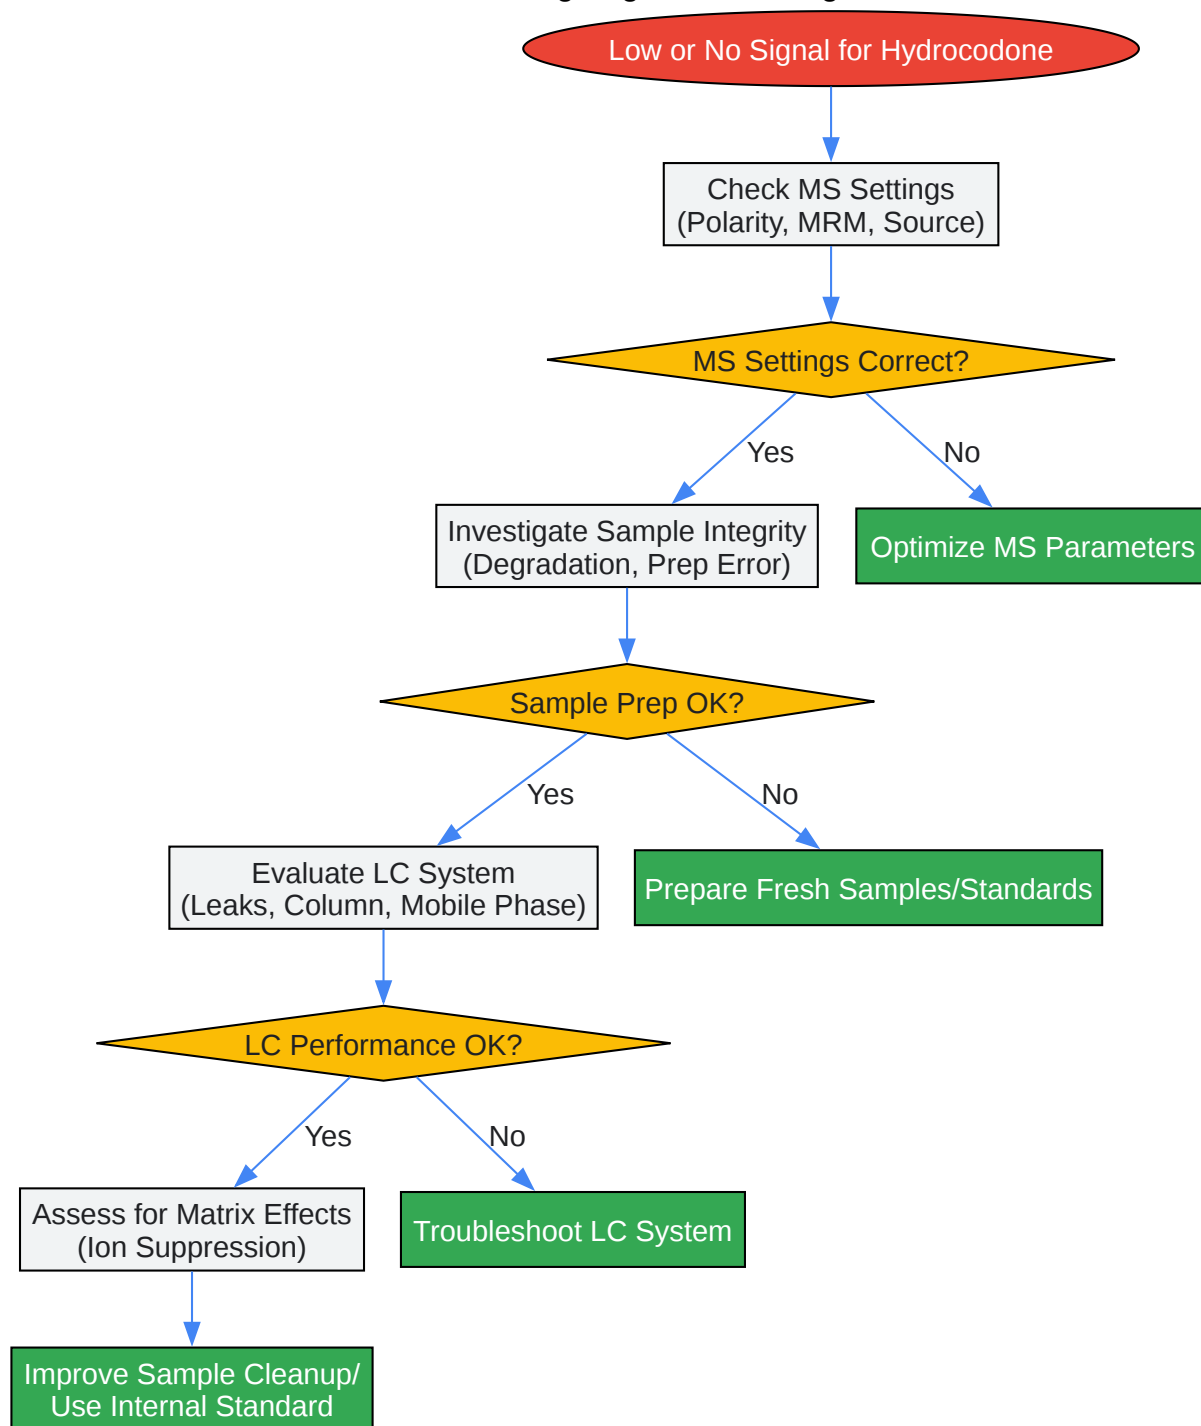 Low or No Signal for Hydrocodone
Check MS Settings
(Polarity, MRM, Source)
MS Settings Correct?
Yes
No
Investigate Sample Integrity
(Degradation, Prep Error)
Optimize MS Parameters
Sample Prep OK?
Yes
No
Evaluate LC System
(Leaks, Column, Mobile Phase)
Prepare Fresh Samples/Standards
LC Performance OK?
Yes
No
Assess for Matrix Effects
(Ion Suppression)
Troubleshoot LC System
Improve Sample Cleanup/
Use Internal Standard